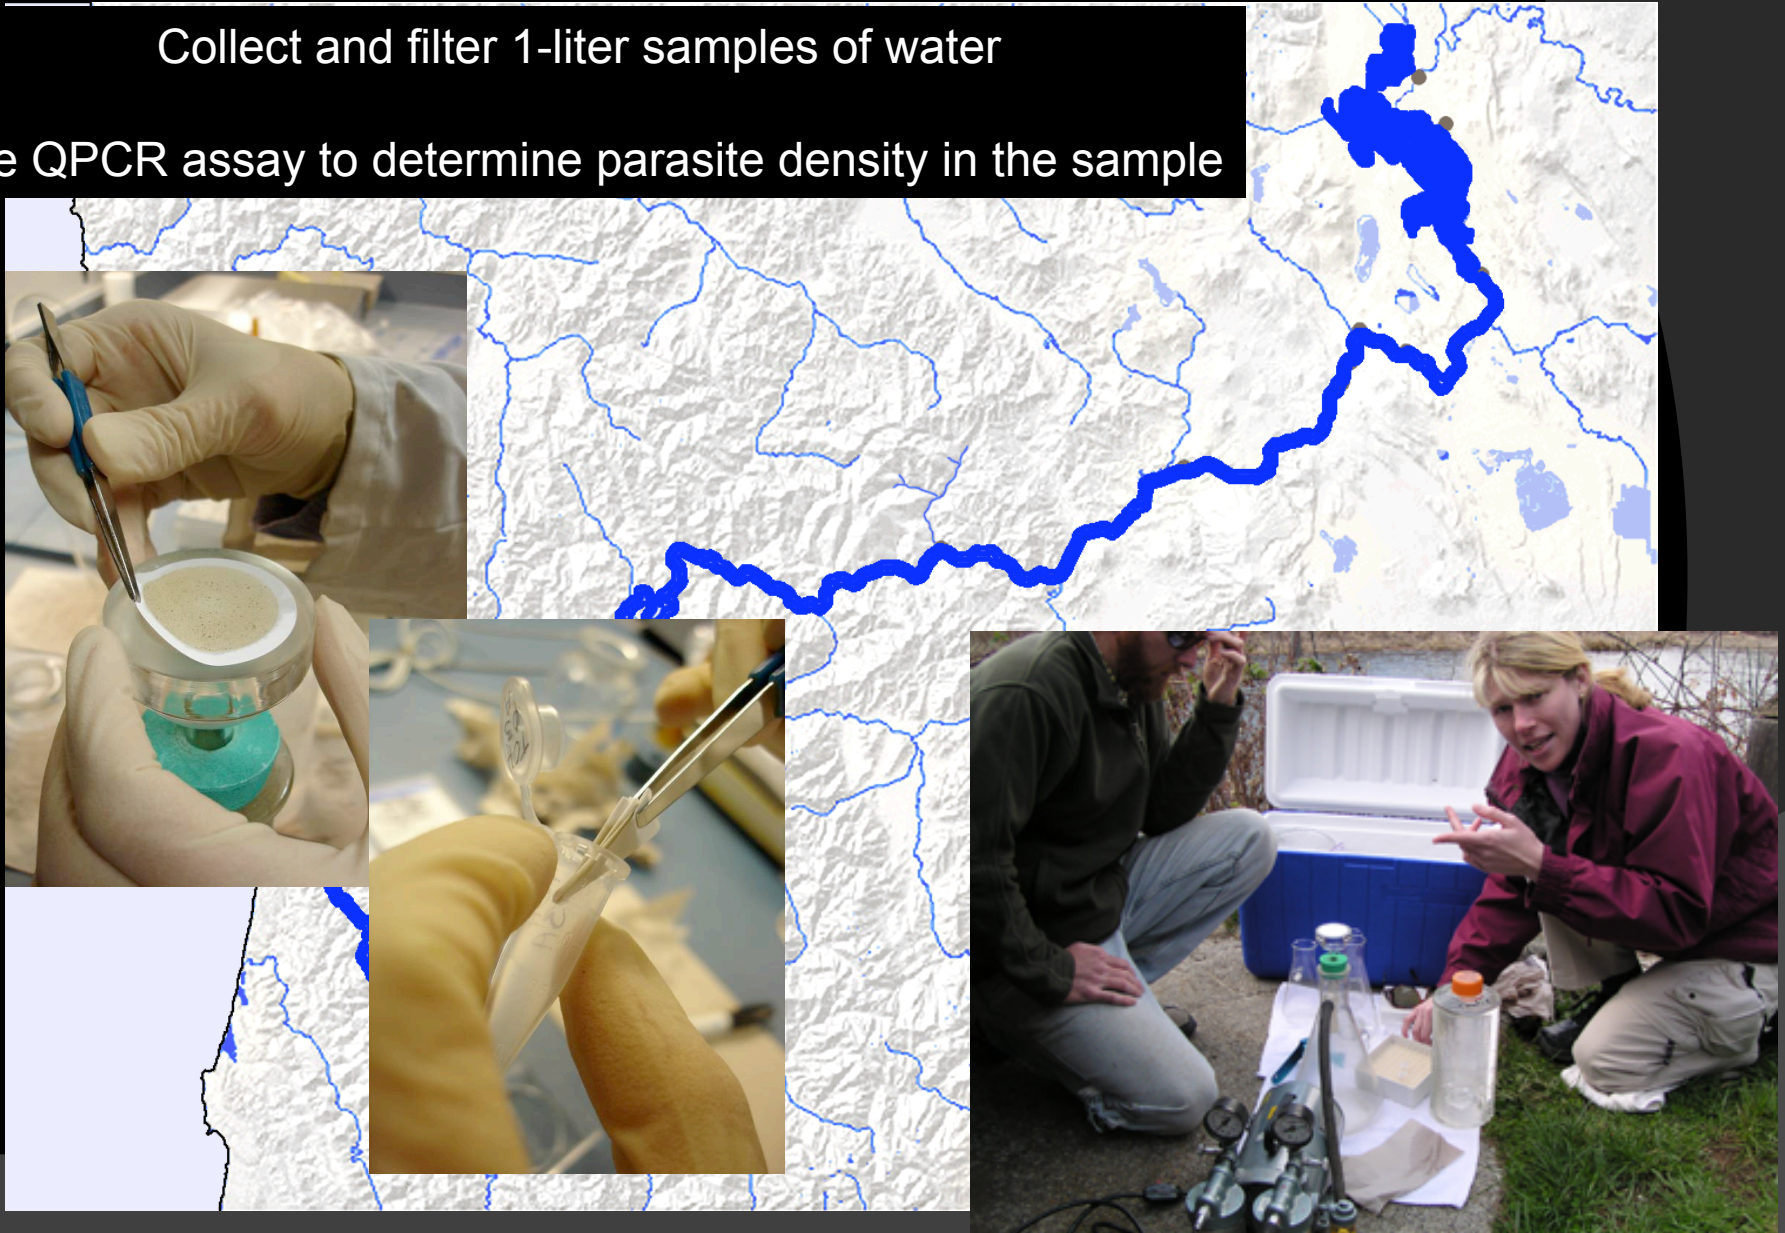 Collect and filter 1-liter samples of water
e QPCR assay to determine parasite density in the sample